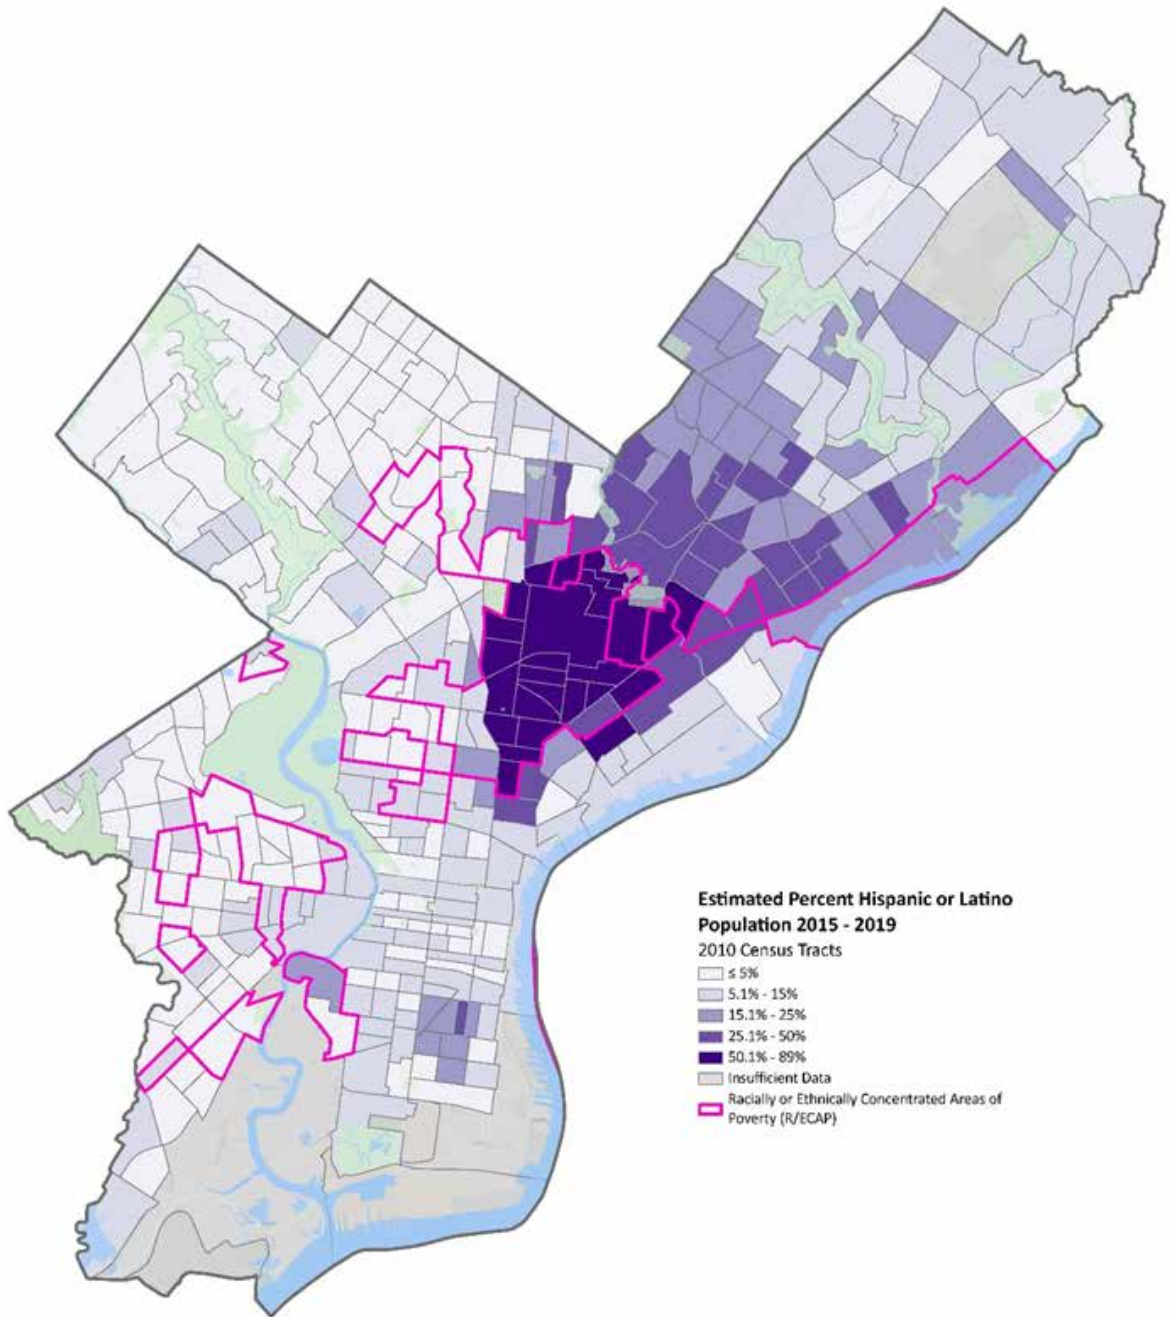 Estimated Percent Hispanic or Latino
Population 2015 - 2019
2010 Census Tracts
≤ 5%
5.1% - 15%
15.1% - 25%
25.1% - 50%
50.1% - 89%
Insufficient Data
Racially or Ethnically Concentrated Areas of
Poverty (R/ECAP)